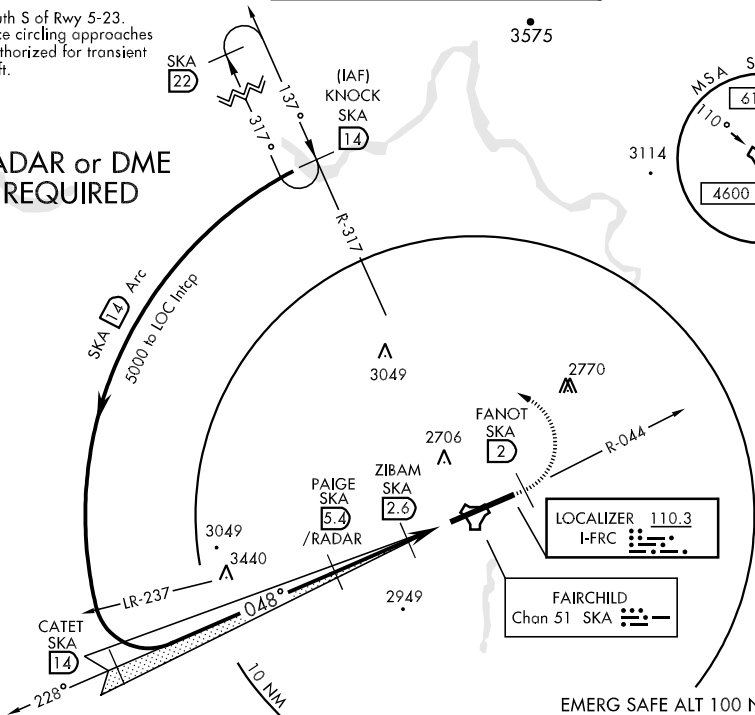 uth S of Rwy 5-23.
ce circling approaches
thorized for transient
ft.
SKA
22
317°
137°
(IAF)
KNOCK
SKA
14
3575
MSA S
61
110°
3114
4600
ADAR or DME
REQUIRED
R-317
SKA 14 Arc
5000 to LOC Intcp
3049
2770
2706
FANOT
SKA
2
R-044
PAIGE
SKA
5.4
/RADAR
ZIBAM
SKA
2.6
LOCALIZER 110.3
I-FRC
3049
3440
LR-237
048°
2949
FAIRCHILD
Chan 51 SKA
CATET
SKA
14
228°
10 NM
EMERG SAFE ALT 100 N